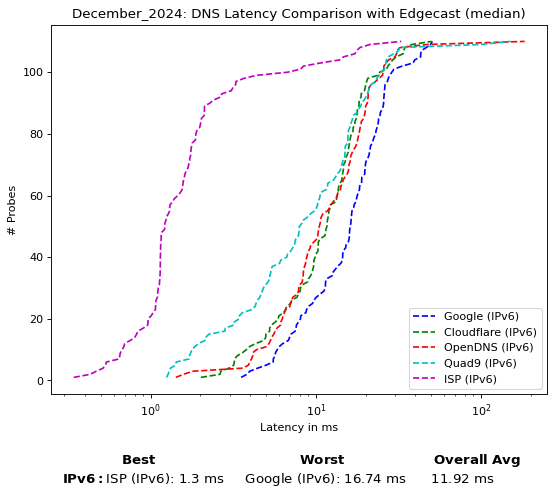 December_2024: DNS Latency Comparison with Edgecast (median)
# Probes
100
80
60
40
20
0
Google (IPv6)
Cloudflare (IPv6)
OpenDNS (IPv6)
Quad9 (IPv6)
ISP (IPv6)
10⁰ 10¹ 10²
Latency in ms
Best Worst Overall Avg
IPv6: ISP (IPv6): 1.3 ms Google (IPv6): 16.74 ms 11.92 ms